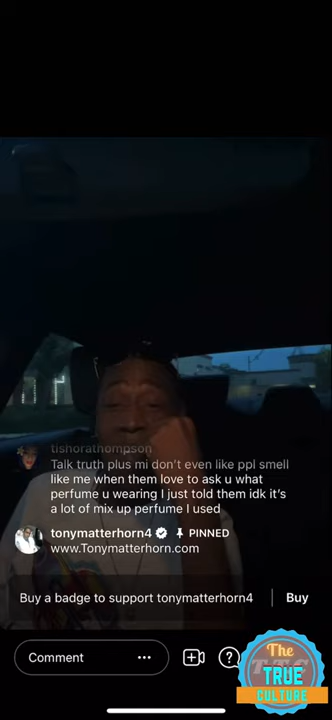 tishorathompson
Talk truth plus mi don't even like ppl smell
like me when them love to ask u what
perfume u wearing I just told them idk it's
a lot of mix up perfume I used
tonymatterhorn4 PINNED
www.Tonymatterhorn.com
Buy a badge to support tonymatterhorn4 Buy
Comment
The
TRUE
CULTURE